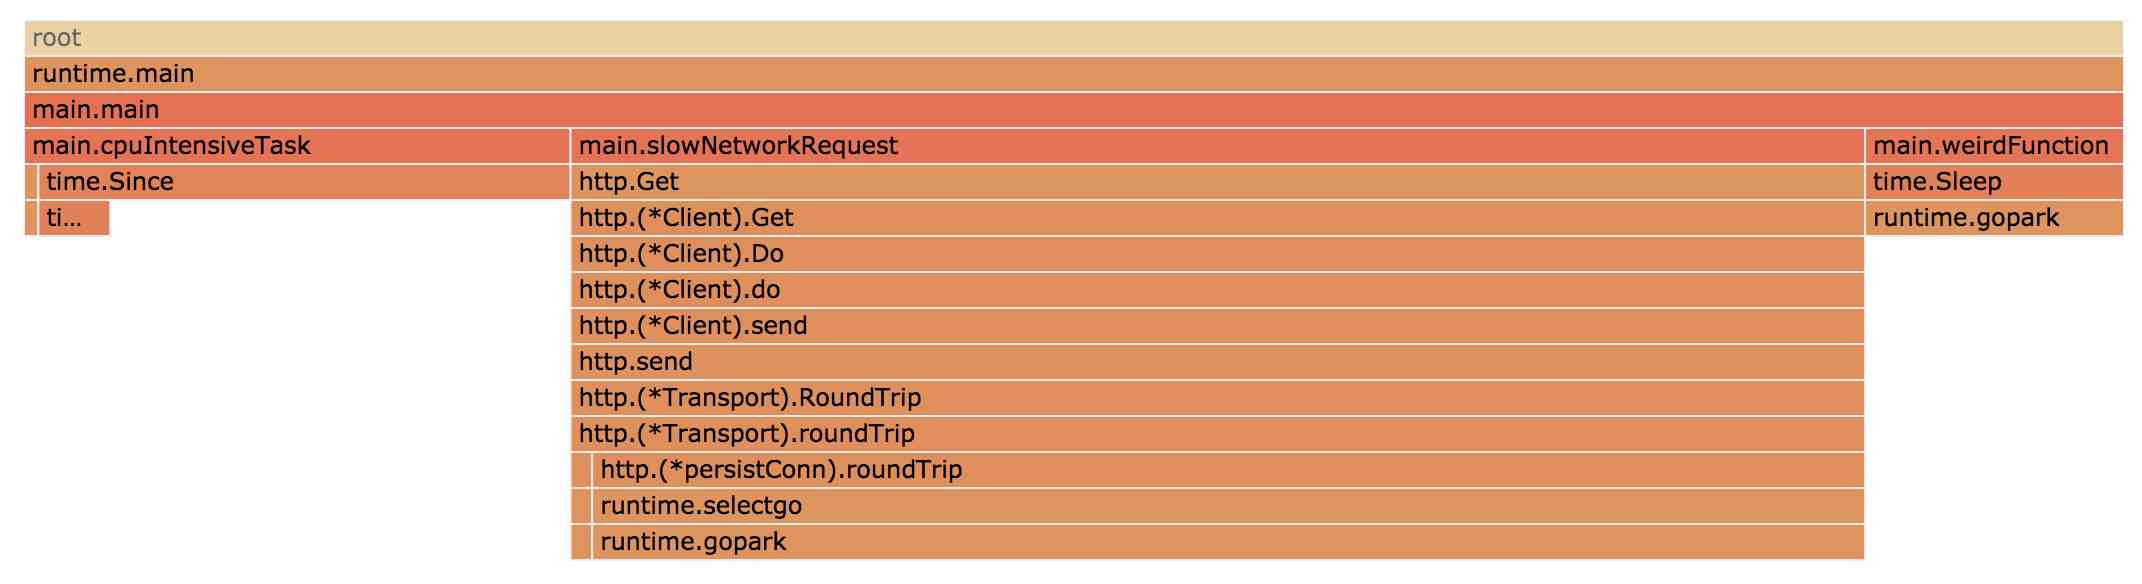 root
runtime.main
main.main
main.cpuIntensiveTask main.slowNetworkRequest main.weirdFunction
time.Since http.Get time.Sleep
ti... http.(*Client).Get runtime.gopark
http.(*Client).Do
http.(*Client).do
http.(*Client).send
http.send
http.(*Transport).RoundTrip
http.(*Transport).roundTrip
http.(*persistConn).roundTrip
runtime.selectgo
runtime.gopark